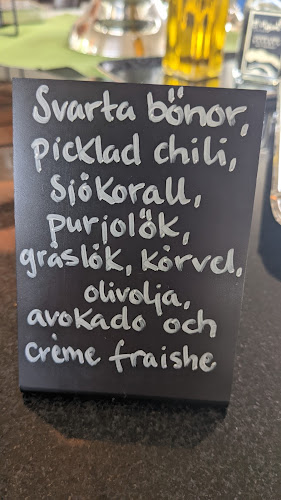 Svarta bönor,
picklad chili,
sjökorall,
purjolök,
gräslök, körvel,
olivolja,
avokado och
crème fraishe